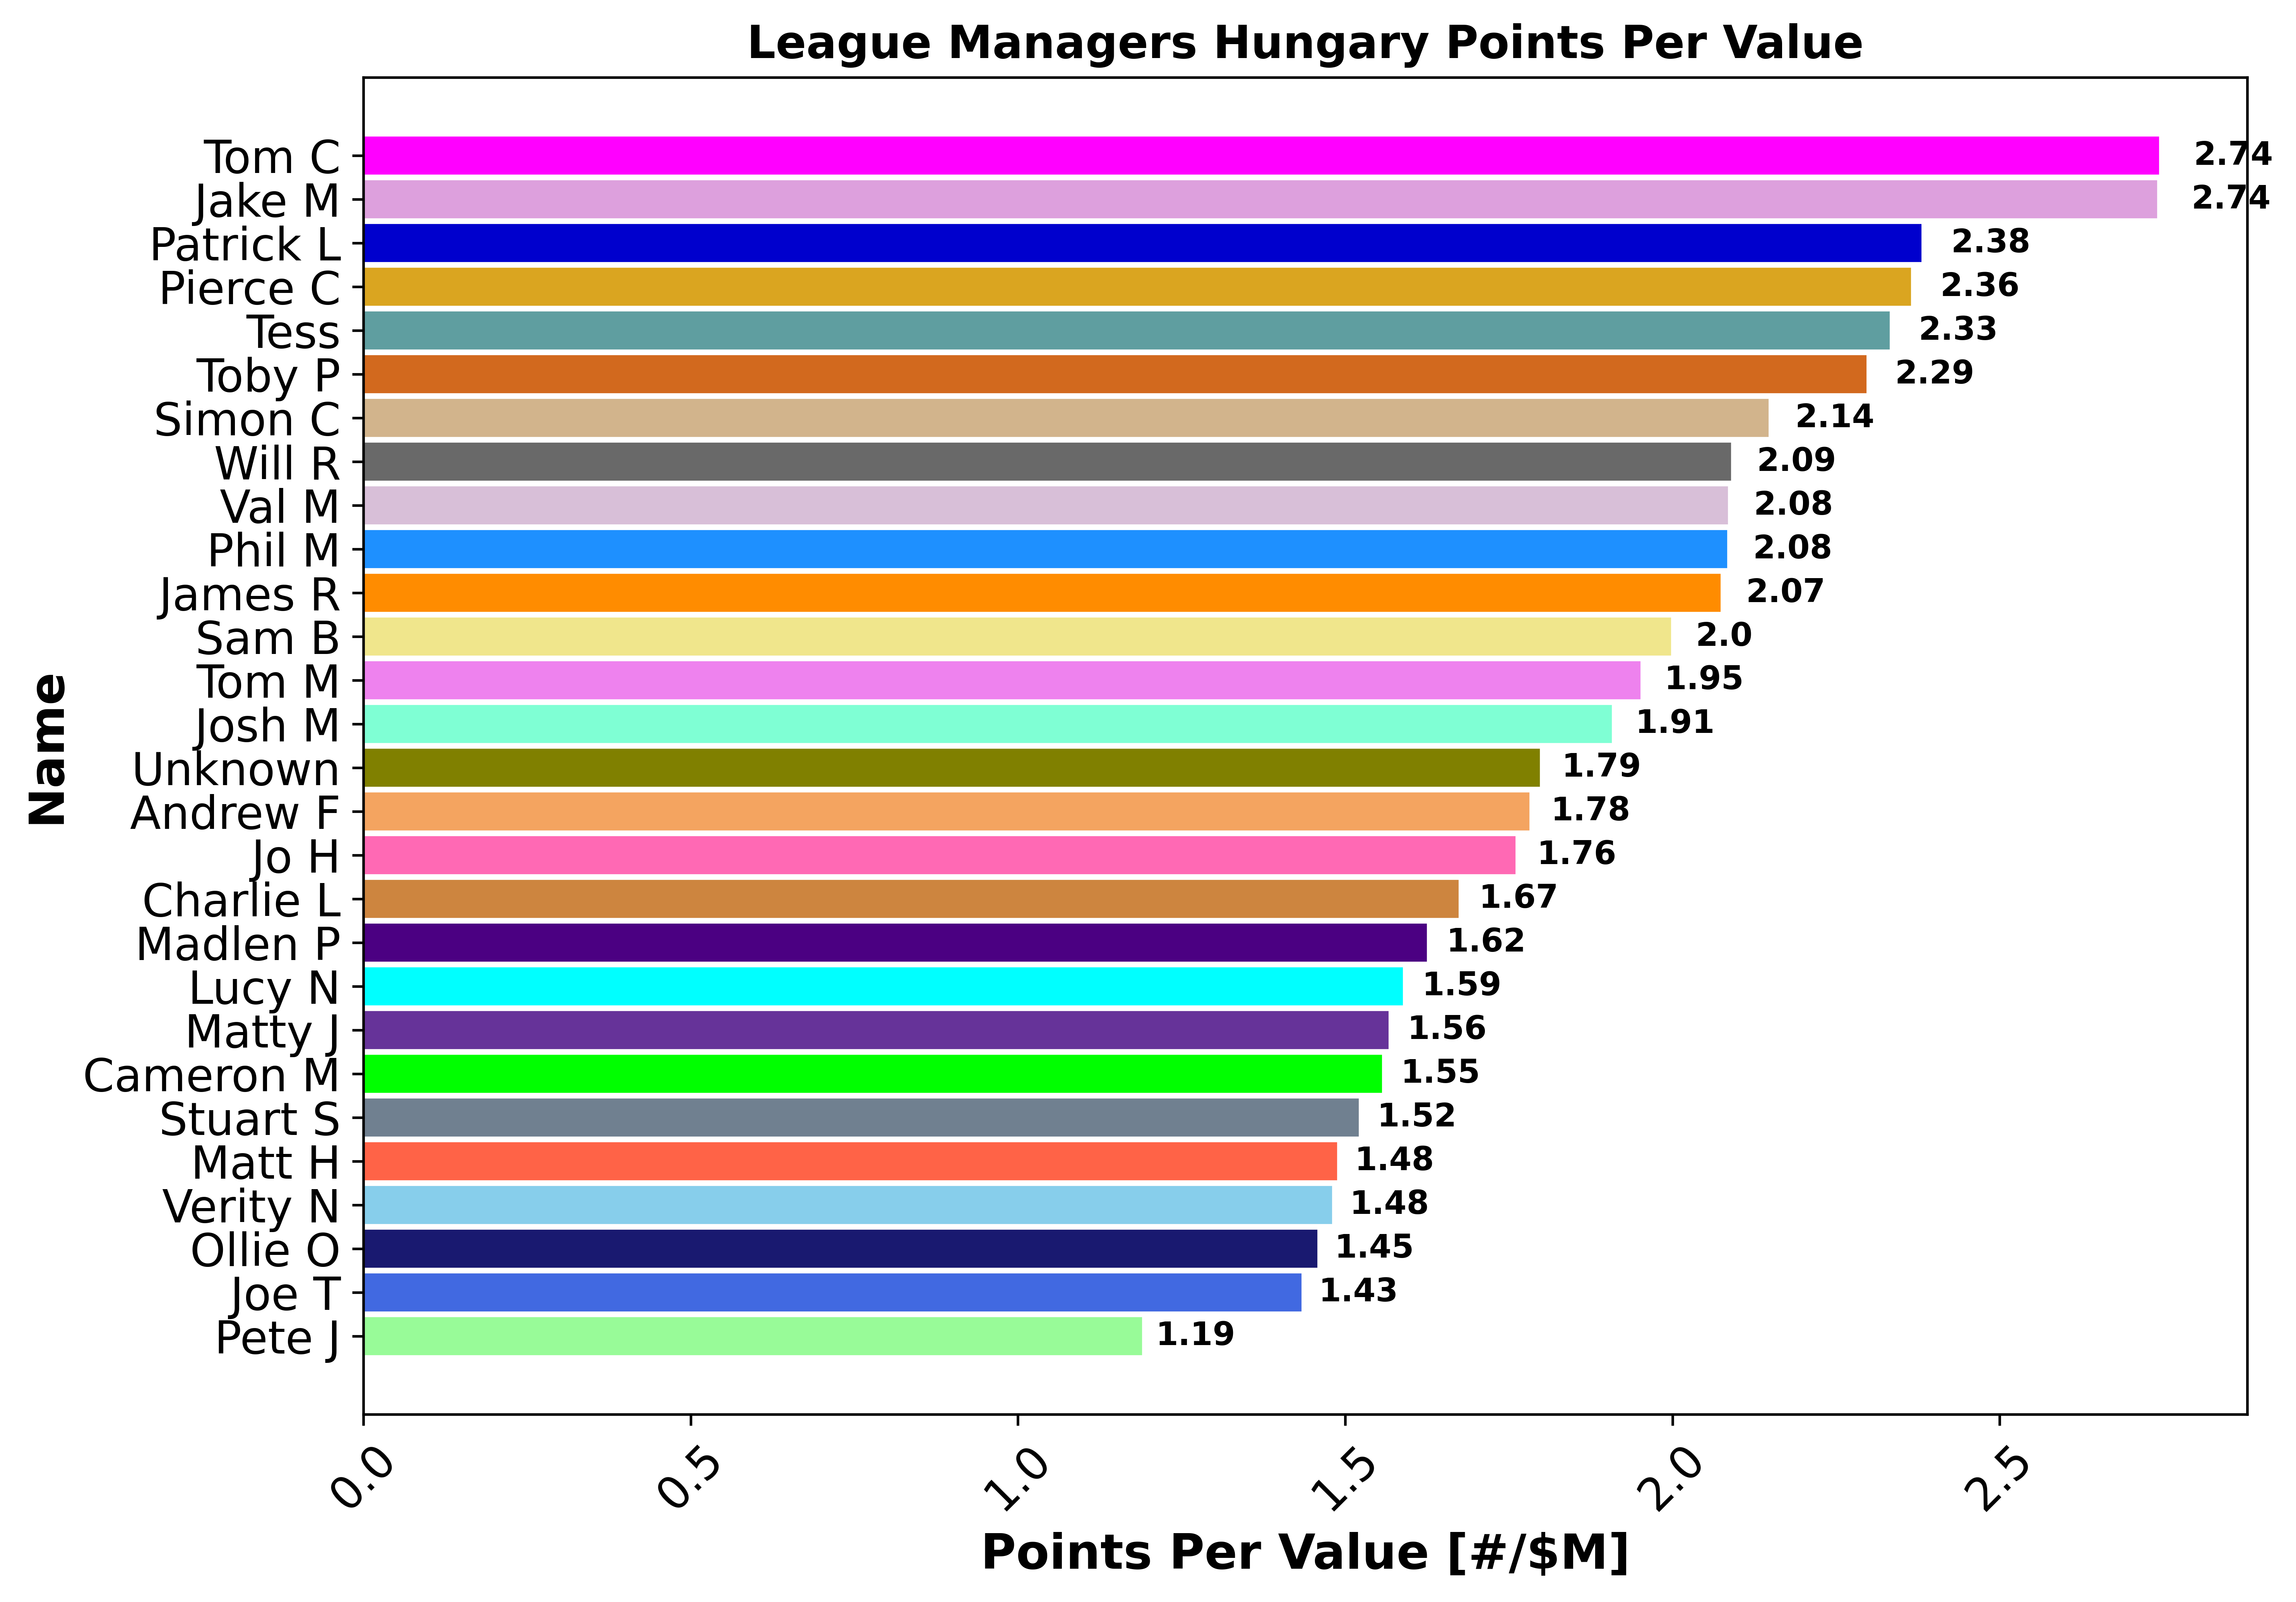 League Managers Hungary Points Per Value
Tom C 2.74
Jake M 2.74
Patrick L 2.38
Pierce C 2.36
Tess 2.33
Toby P 2.29
Simon C 2.14
Will R 2.09
Val M 2.08
Phil M 2.08
James R 2.07
Sam B 2.0
Tom M 1.95
Josh M 1.91
Unknown 1.79
Andrew F 1.78
Jo H 1.76
Charlie L 1.67
Madlen P 1.62
Lucy N 1.59
Matty J 1.56
Cameron M 1.55
Stuart S 1.52
Matt H 1.48
Verity N 1.48
Ollie O 1.45
Joe T 1.43
Pete J 1.19
Name
0.0 0.5 1.0 1.5 2.0 2.5
Points Per Value [#/$M]